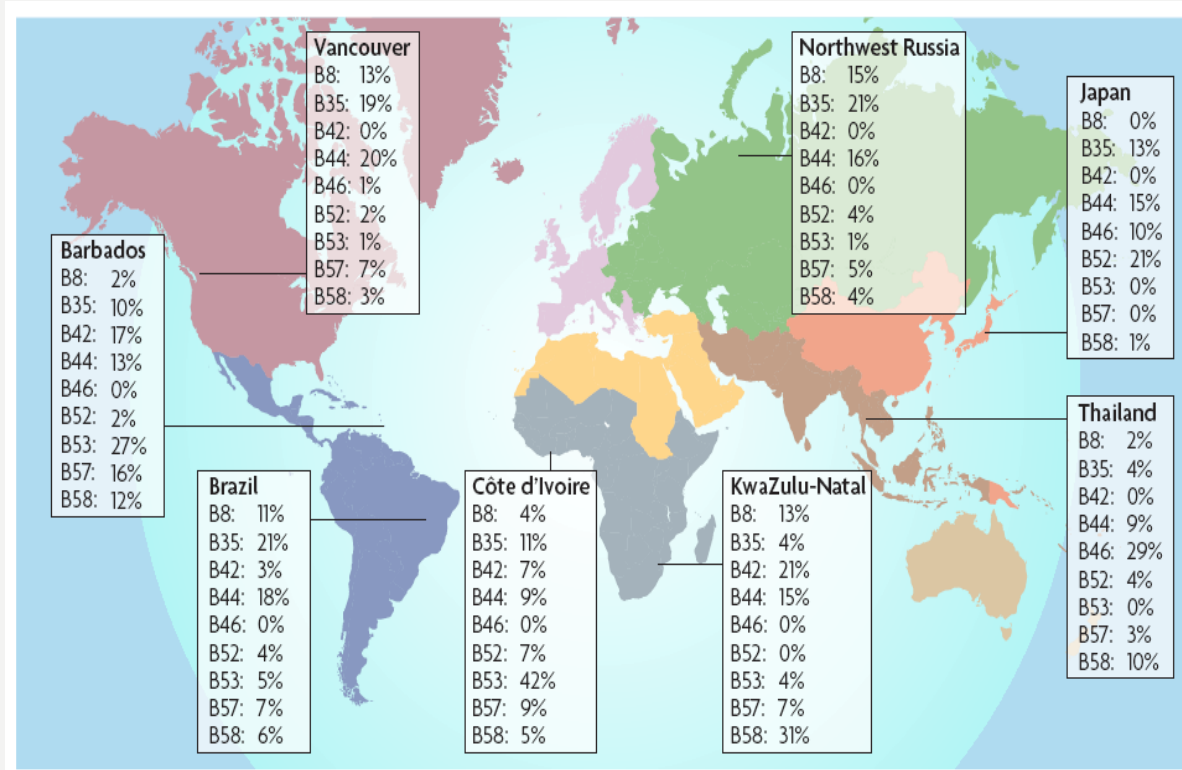 Vancouver
B8: 13%
B35: 19%
B42: 0%
B44: 20%
B46: 1%
B52: 2%
B53: 1%
B57: 7%
B58: 3%
Northwest Russia
B8: 15%
B35: 21%
B42: 0%
B44: 16%
B46: 0%
B52: 4%
B53: 1%
B57: 5%
B58: 4%
Japan
B8: 0%
B35: 13%
B42: 0%
B44: 15%
B46: 10%
B52: 21%
B53: 0%
B57: 0%
B58: 1%
Barbados
B8: 2%
B35: 10%
B42: 17%
B44: 13%
B46: 0%
B52: 2%
B53: 27%
B57: 16%
B58: 12%
Brazil
B8: 11%
B35: 21%
B42: 3%
B44: 18%
B46: 0%
B52: 4%
B53: 5%
B57: 7%
B58: 6%
Côte d’Ivoire
B8: 4%
B35: 11%
B42: 7%
B44: 9%
B46: 0%
B52: 7%
B53: 42%
B57: 9%
B58: 5%
KwaZulu-Natal
B8: 13%
B35: 4%
B42: 21%
B44: 15%
B46: 0%
B52: 0%
B53: 4%
B57: 7%
B58: 31%
Thailand
B8: 2%
B35: 4%
B42: 0%
B44: 9%
B46: 29%
B52: 4%
B53: 0%
B57: 3%
B58: 10%